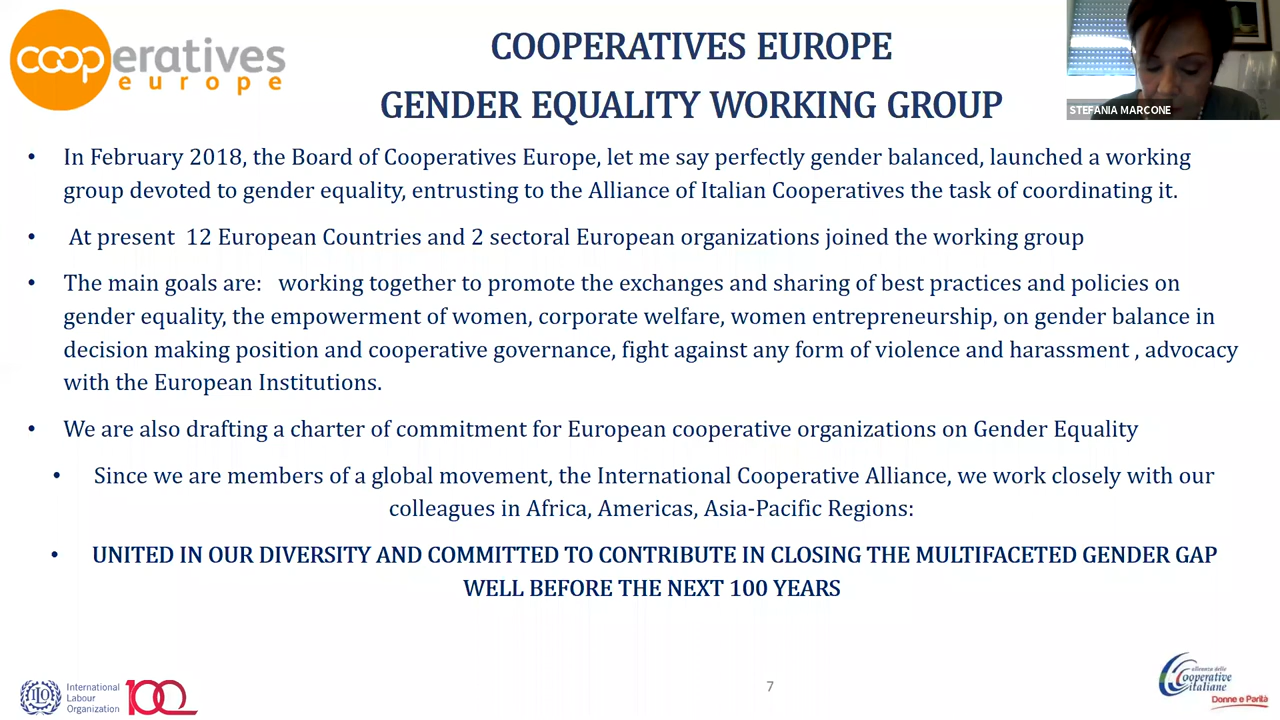 cooperatives
europe
COOPERATIVES EUROPE
GENDER EQUALITY WORKING GROUP
STEFANIA MARCONE
• In February 2018, the Board of Cooperatives Europe, let me say perfectly gender balanced, launched a working
group devoted to gender equality, entrusting to the Alliance of Italian Cooperatives the task of coordinating it.
• At present 12 European Countries and 2 sectoral European organizations joined the working group
• The main goals are: working together to promote the exchanges and sharing of best practices and policies on
gender equality, the empowerment of women, corporate welfare, women entrepreneurship, on gender balance in
decision making position and cooperative governance, fight against any form of violence and harassment , advocacy
with the European Institutions.
• We are also drafting a charter of commitment for European cooperative organizations on Gender Equality
• Since we are members of a global movement, the International Cooperative Alliance, we work closely with our
colleagues in Africa, Americas, Asia-Pacific Regions:
• UNITED IN OUR DIVERSITY AND COMMITTED TO CONTRIBUTE IN CLOSING THE MULTIFACETED GENDER GAP
WELL BEFORE THE NEXT 100 YEARS
ILO
International
Labour
Organization
100
7
alleanza delle
Cooperative
italiane
Donne e Parità